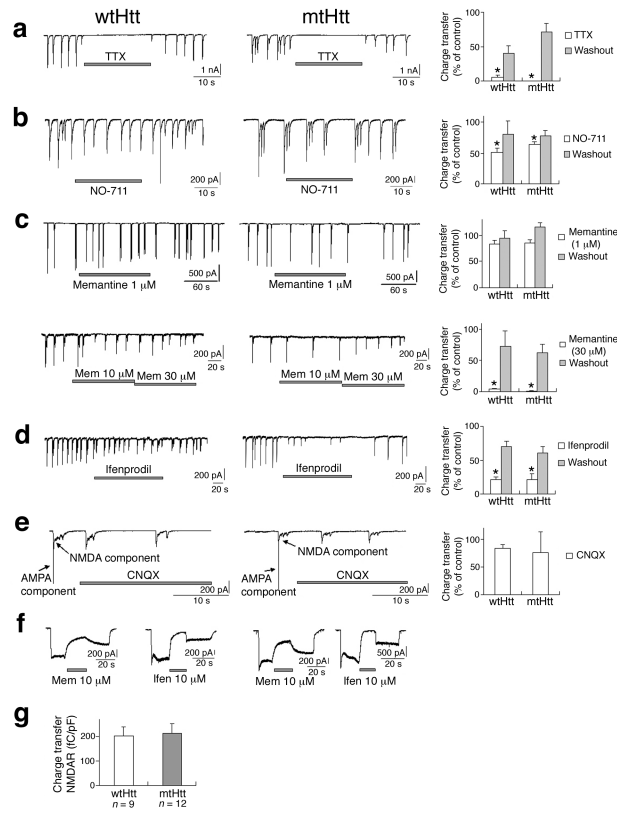 wtHtt
mtHtt
a
TTX
1 nA
10 s
TTX
1 nA
10 s
Charge transfer
(% of control)
100
50
0
*
*
wtHtt
mtHtt
TTX
Washout
b
NO-711
200 pA
10 s
NO-711
200 pA
10 s
Charge transfer
(% of control)
100
50
0
*
*
wtHtt
mtHtt
NO-711
Washout
c
Memantine 1 μM
500 pA
60 s
Memantine 1 μM
500 pA
60 s
Charge transfer
(% of control)
100
50
0
wtHtt
mtHtt
Memantine
(1 μM)
Washout
Mem 10 μM
Mem 30 μM
200 pA
20 s
Mem 10 μM
Mem 30 μM
200 pA
20 s
Charge transfer
(% of control)
100
50
0
*
*
wtHtt
mtHtt
Memantine
(30 μM)
Washout
d
Ifenprodil
200 pA
20 s
Ifenprodil
200 pA
20 s
Charge transfer
(% of control)
100
50
0
*
*
wtHtt
mtHtt
Ifenprodil
Washout
e
NMDA component
AMPA
component
CNQX
200 pA
10 s
NMDA component
AMPA
component
CNQX
200 pA
10 s
Charge transfer
(% of control)
100
50
0
wtHtt
mtHtt
CNQX
f
200 pA
20 s
Mem 10 μM
200 pA
20 s
Ifen 10 μM
200 pA
20 s
Mem 10 μM
500 pA
20 s
Ifen 10 μM
g
Charge transfer
NMDAR (fC/pF)
200
100
0
wtHtt
n = 9
mtHtt
n = 12